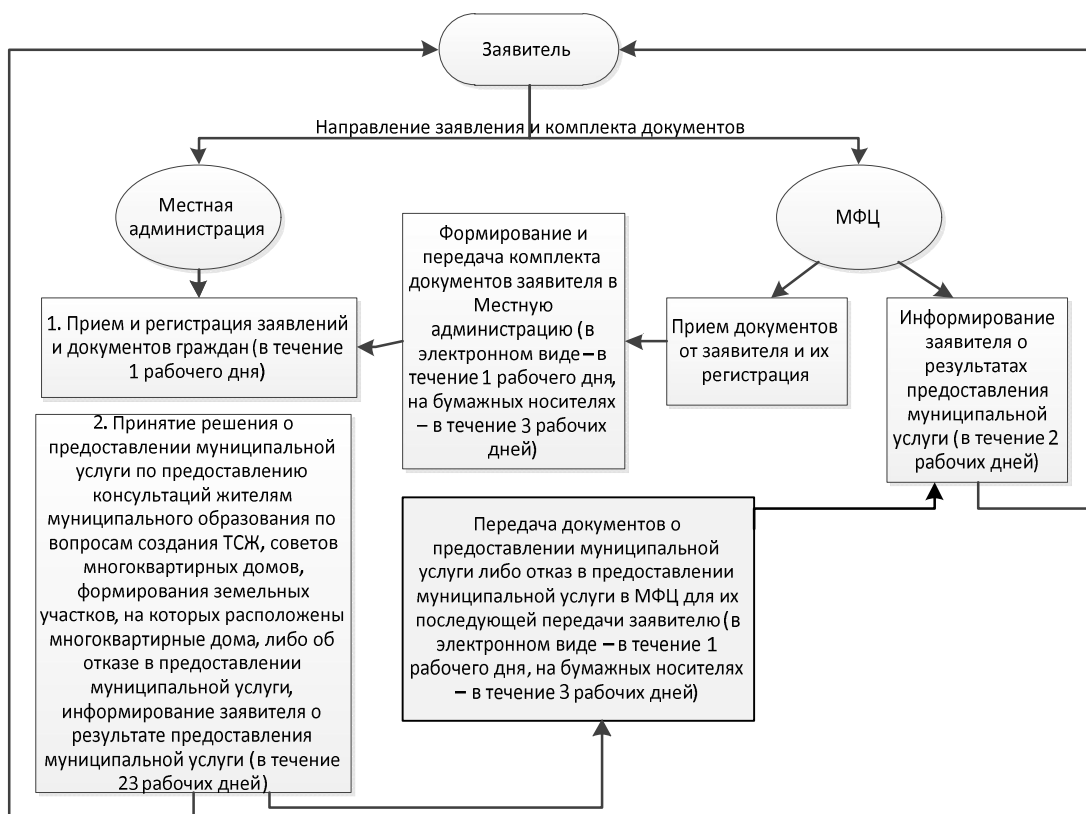 Заявитель
Направление заявления и комплекта документов
Местная
администрация
МФЦ
1. Прием и регистрация заявлений
и документов граждан (в течение
1 рабочего дня)
Формирование и
передача комплекта
документов заявителя в
Местную
администрацию (в
электронном виде – в
течение 1 рабочего дня,
на бумажных носителях
– в течение 3 рабочих
дней)
Прием документов
от заявителя и их
регистрация
Информирование
заявителя о
результатах
предоставления
муниципальной
услуги (в течение 2
рабочих дней)
2. Принятие решения о
предоставлении муниципальной
услуги по предоставлению
консультаций жителям
муниципального образования по
вопросам создания ТСЖ, советов
многоквартирных домов,
формирования земельных
участков, на которых расположены
многоквартирные дома, либо об
отказе в предоставлении
муниципальной услуги,
информирование заявителя о
результате предоставления
муниципальной услуги (в течение
23 рабочих дней)
Передача документов о
предоставлении муниципальной
услуги либо отказ в предоставлении
муниципальной услуги в МФЦ для их
последующей передачи заявителю (в
электронном виде – в течение 1
рабочего дня, на бумажных носителях
– в течение 3 рабочих дней)